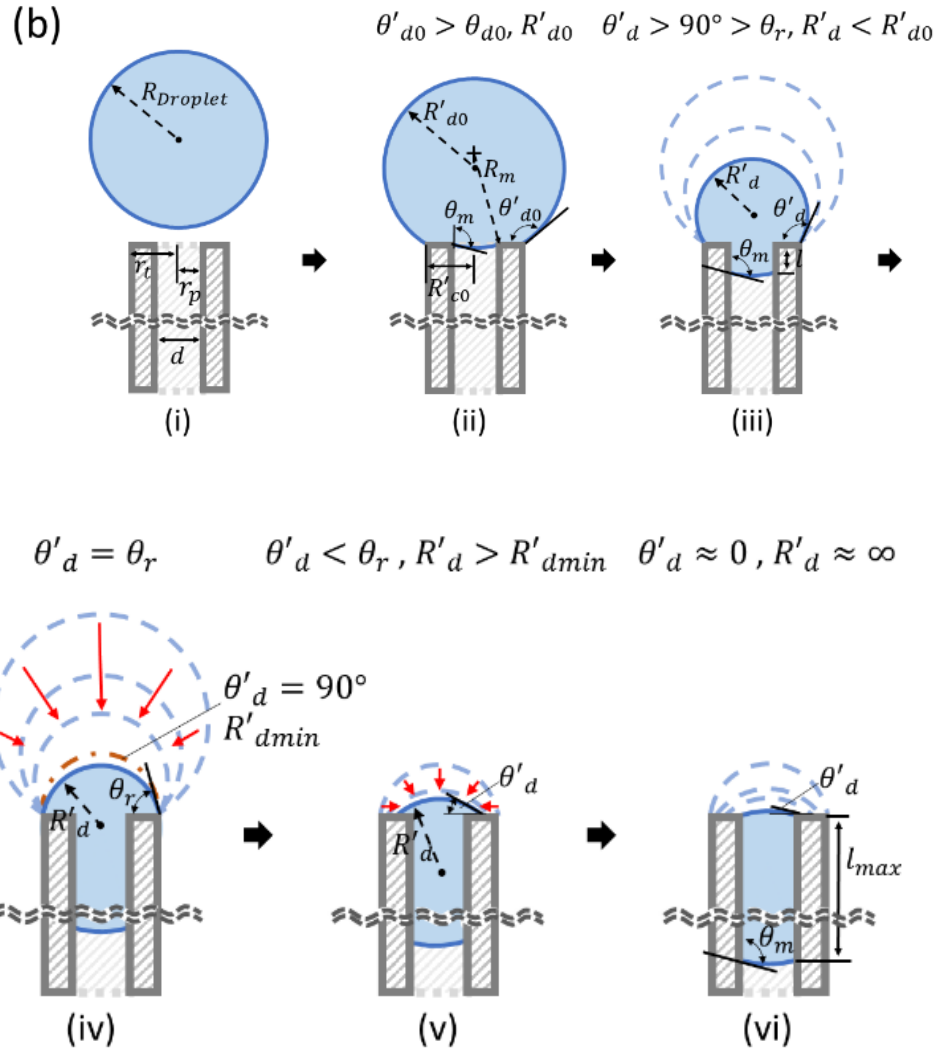 (b)
θ'd0 > θd0, R'd0
θ'd > 90° > θr, R'd < R'd0
RDroplet
rt
rp
d
(i)
R'd0
Rm
θm
θ'd0
R'c0
(ii)
R'd
θ'd
θm
l
(iii)
θ'd = θr
θ'd < θr , R'd > R'dmin
θ'd ≈ 0 , R'd ≈ ∞
θ'd = 90°
R'dmin
θr
R'd
(iv)
θ'd
R'd
(v)
θ'd
lmax
θm
(vi)